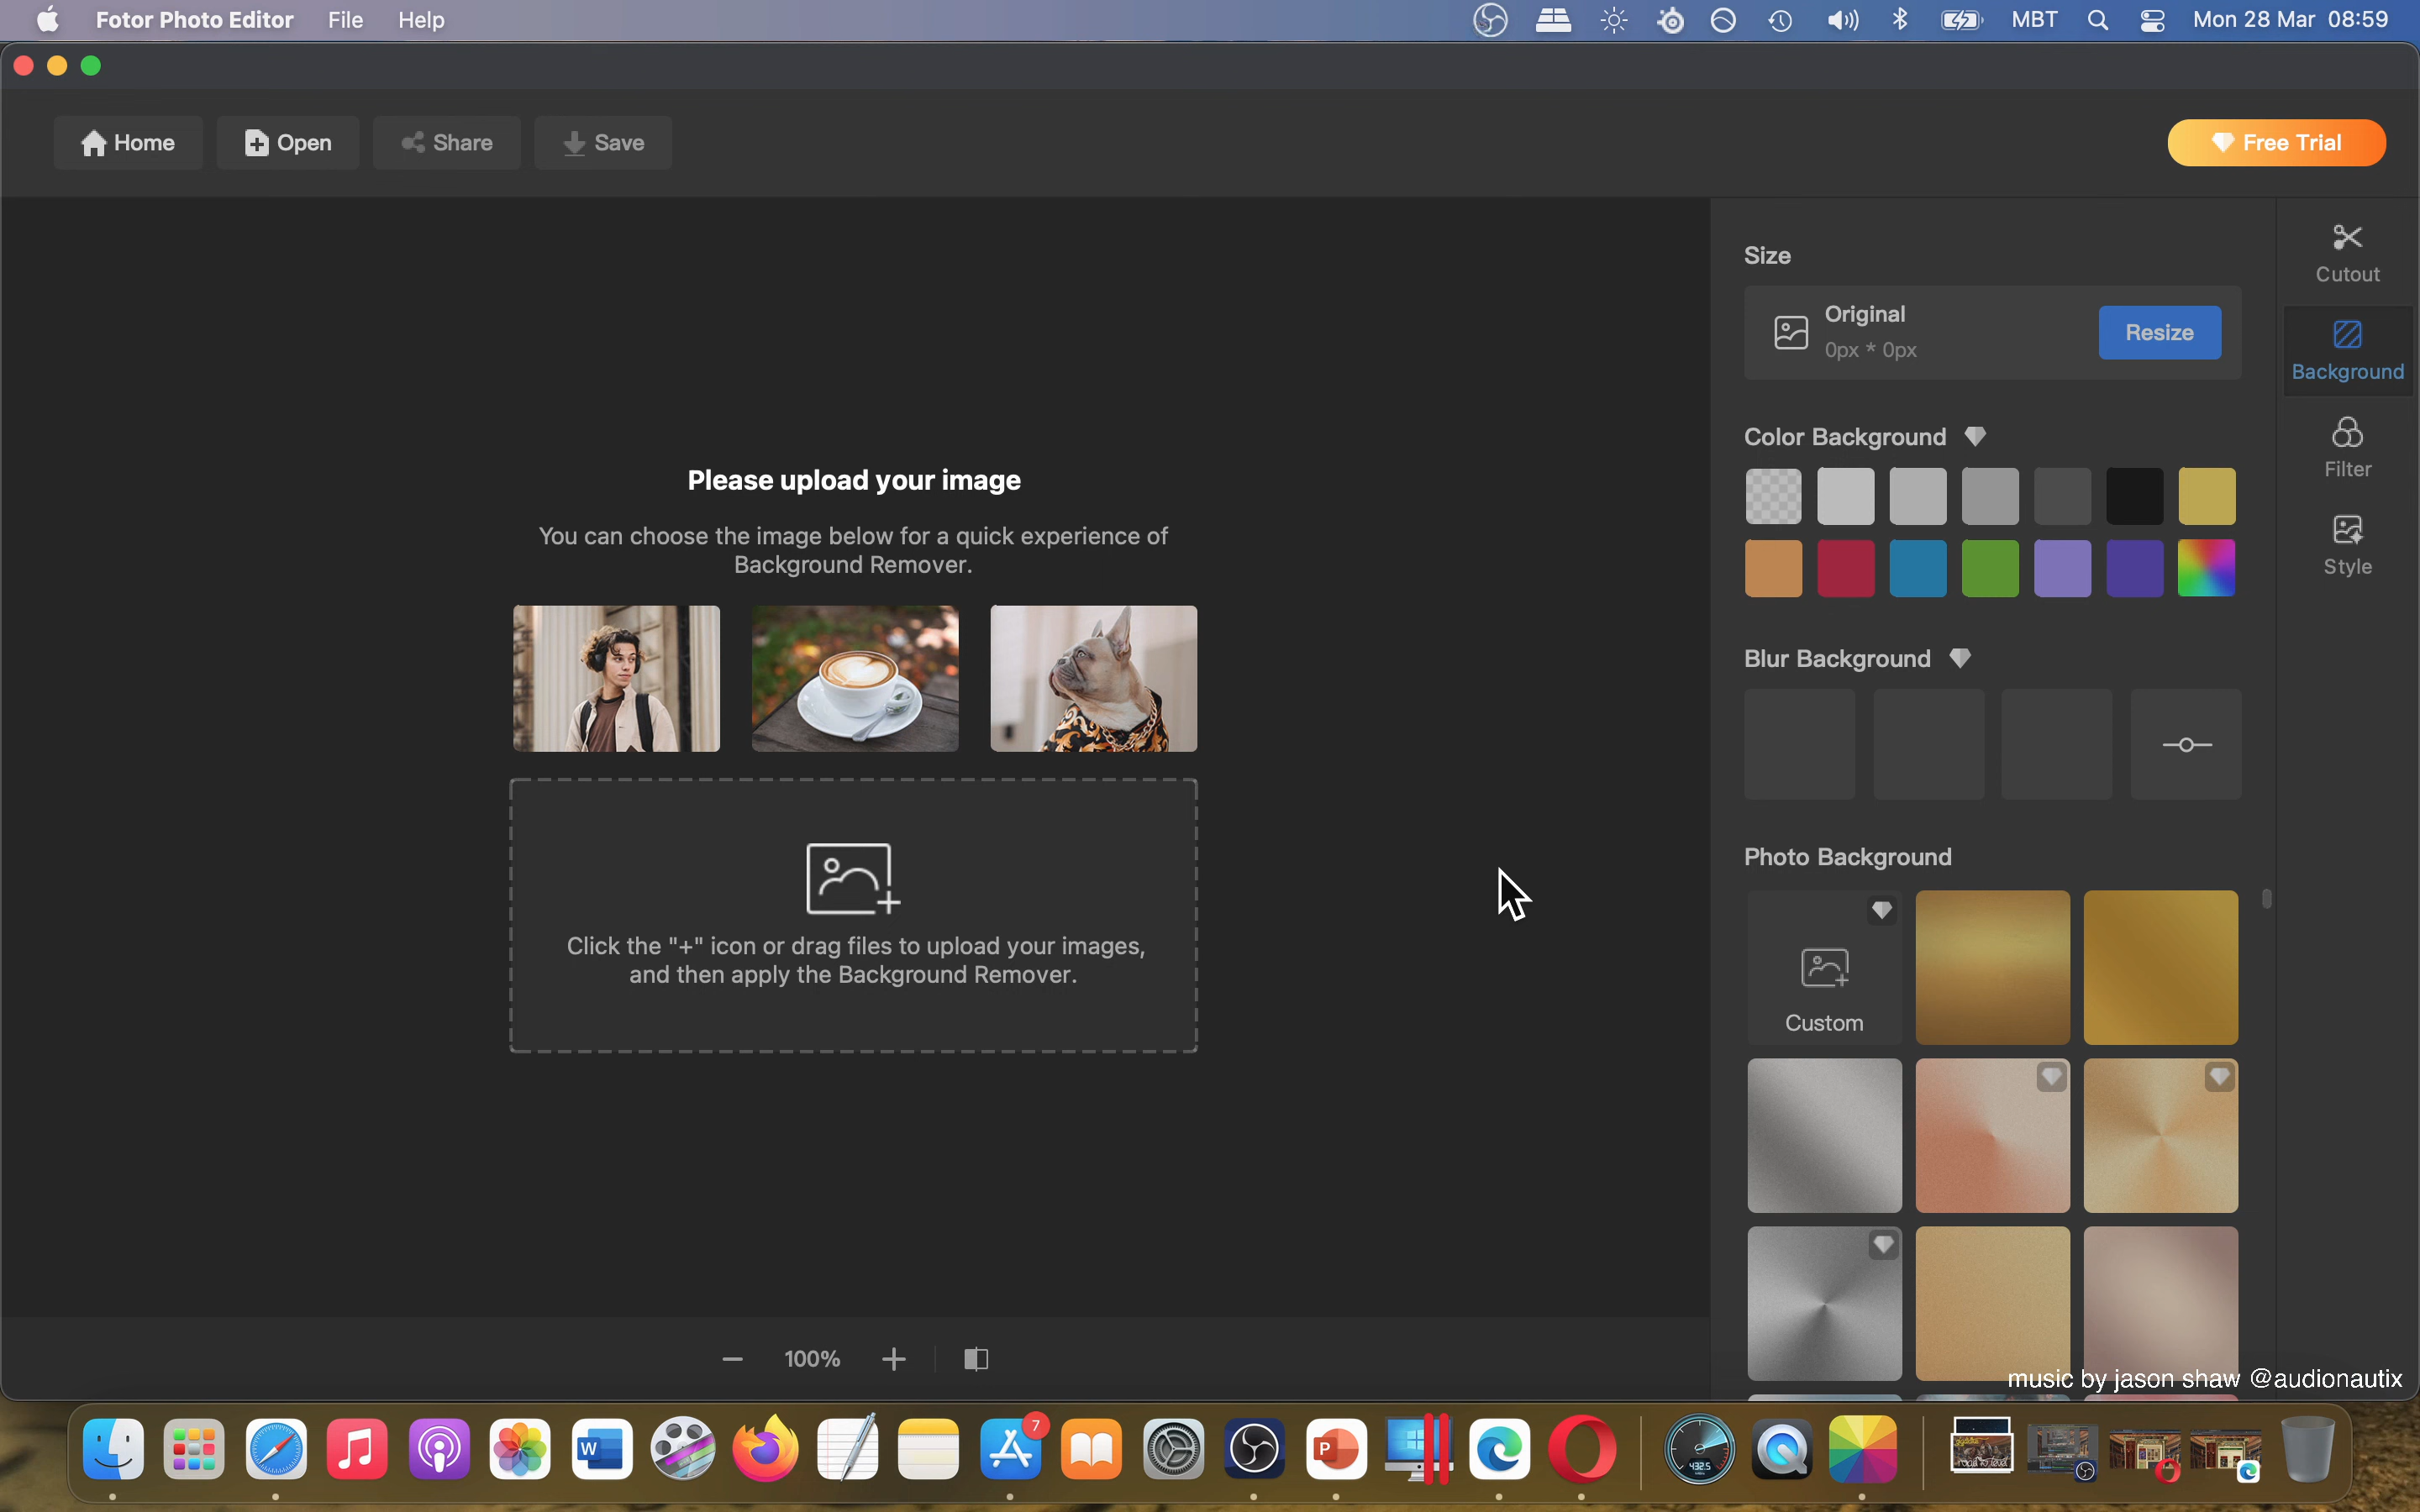 Fotor Photo Editor File Help MBT Mon 28 Mar 08:59
Home Open Share Save Free Trial
Size
Original
0px * 0px
Resize
Cutout
Background
Filter
Style
Color Background
Blur Background
Photo Background
Custom
Please upload your image
You can choose the image below for a quick experience of
Background Remover.
Click the "+" icon or drag files to upload your images,
and then apply the Background Remover.
100%
music by jason shaw @audionautix
7
W
P
432.5